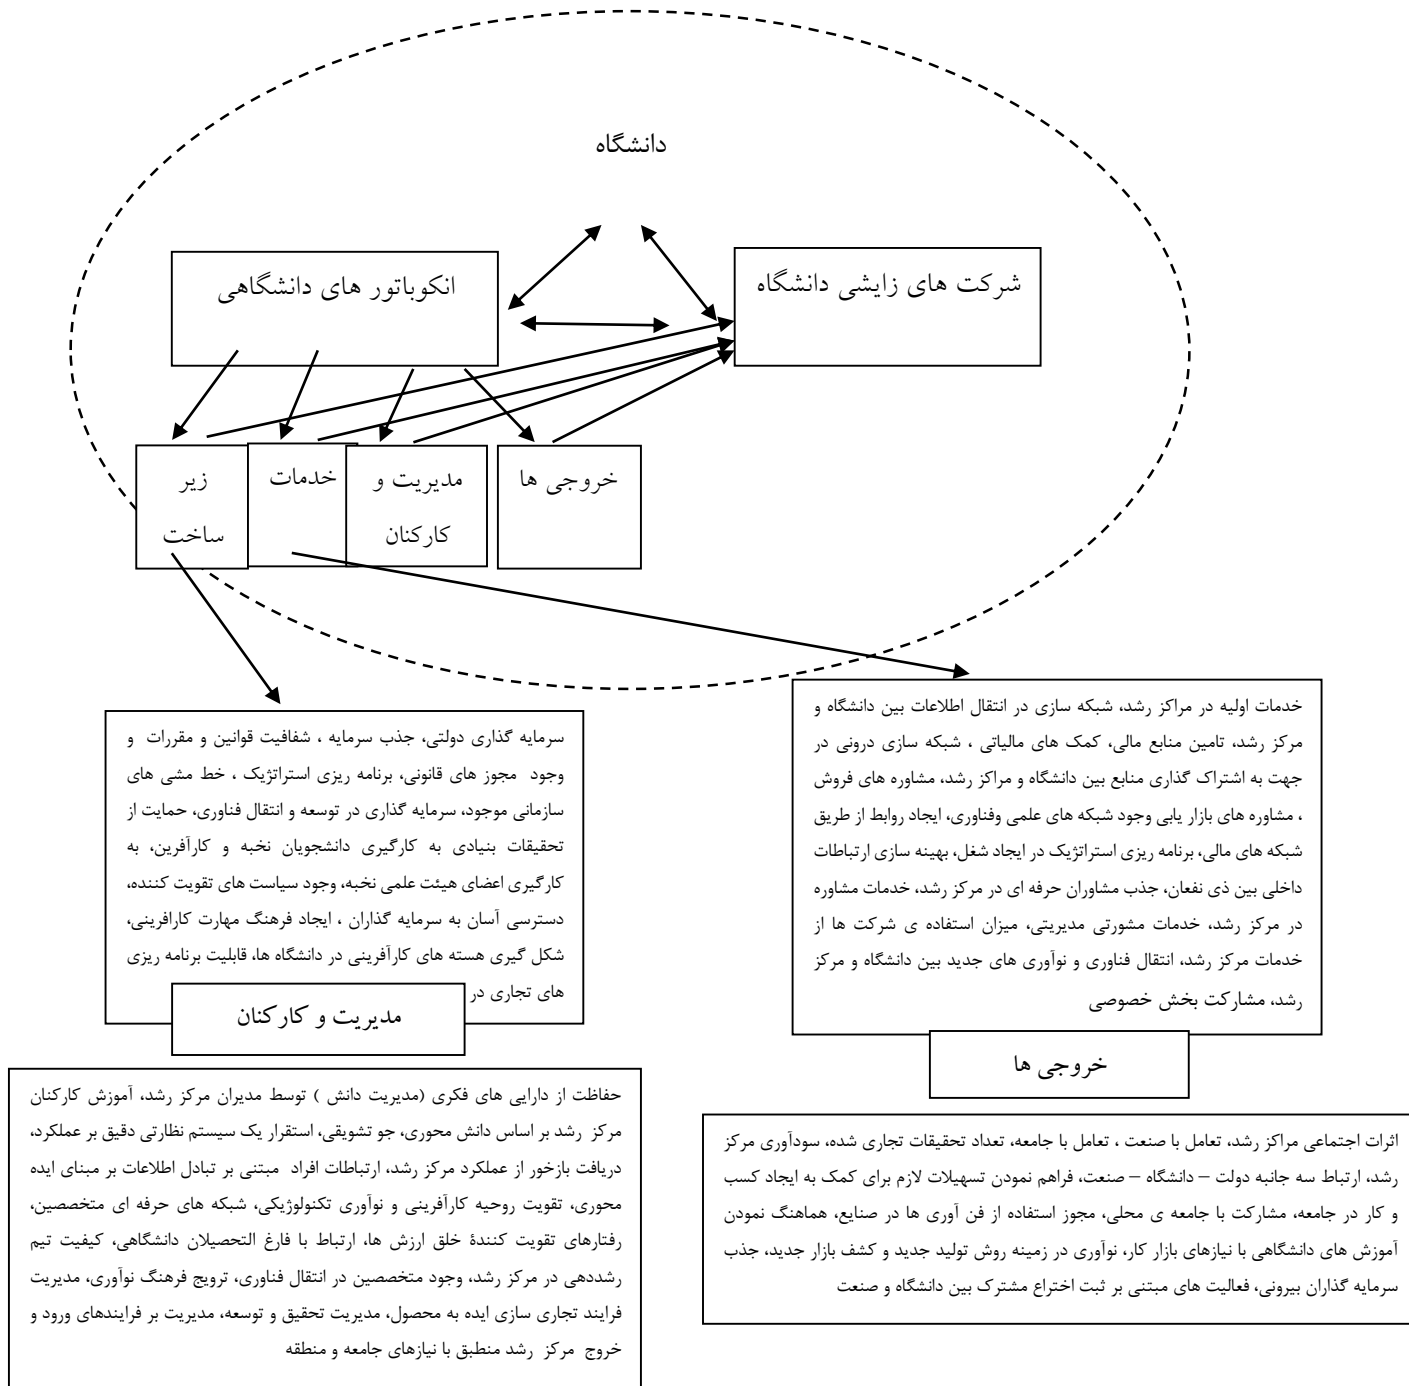 دانشگاه
شرکت های زایشی دانشگاه
انکوباتور های دانشگاهی
زیر
ساخت
خدمات
مدیریت و
کارکنان
خروجی ها
خدمات اولیه در مراکز رشد، شبکه سازی در انتقال اطلاعات بین دانشگاه و
مرکز رشد، تامین منابع مالی، کمک های مالیاتی ، شبکه سازی درونی در
جهت به اشتراک گذاری منابع بین دانشگاه و مراکز رشد، مشاوره های فروش
، مشاوره های بازار یابی وجود شبکه های علمی وفناوری، ایجاد روابط از طریق
شبکه های مالی، برنامه ریزی استراتژیک در ایجاد شغل، بهینه سازی ارتباطات
داخلی بین ذی نفعان، جذب مشاوران حرفه ای در مرکز رشد، خدمات مشاوره
در مرکز رشد، خدمات مشورتی مدیریتی، میزان استفاده ی شرکت ها از
خدمات مرکز رشد، انتقال فناوری و نوآوری های جدید بین دانشگاه و مرکز
رشد، مشارکت بخش خصوصی
سرمایه گذاری دولتی، جذب سرمایه ، شفافیت قوانین و مقررات و
وجود مجوز های قانونی، برنامه ریزی استراتژیک ، خط مشی های
سازمانی موجود، سرمایه گذاری در توسعه و انتقال فناوری، حمایت از
تحقیقات بنیادی به کارگیری دانشجویان نخبه و کارآفرین، به
کارگیری اعضای هیئت علمی نخبه، وجود سیاست های تقویت کننده،
دسترسی آسان به سرمایه گذاران ، ایجاد فرهنگ مهارت کارافرینی،
شکل گیری هسته های کارآفرینی در دانشگاه ها، قابلیت برنامه ریزی
های تجاری در
خروجی ها
اثرات اجتماعی مراکز رشد، تعامل با صنعت ، تعامل با جامعه، تعداد تحقیقات تجاری شده، سودآوری مرکز
رشد، ارتباط سه جانبه دولت – دانشگاه – صنعت، فراهم نمودن تسهیلات لازم برای کمک به ایجاد کسب
و کار در جامعه، مشارکت با جامعه ی محلی، مجوز استفاده از فن آوری ها در صنایع، هماهنگ نمودن
آموزش های دانشگاهی با نیازهای بازار کار، نوآوری در زمینه روش تولید جدید و کشف بازار جدید، جذب
سرمایه گذاران بیرونی، فعالیت های مبتنی بر ثبت اختراع مشترک بین دانشگاه و صنعت
مدیریت و کارکنان
حفاظت از دارایی های فکری (مدیریت دانش ) توسط مدیران مرکز رشد، آموزش کارکنان
مرکز رشد بر اساس دانش محوری، جو تشویقی، استقرار یک سیستم نظارتی دقیق بر عملکرد،
دریافت بازخور از عملکرد مرکز رشد، ارتباطات افراد مبتنی بر تبادل اطلاعات بر مبنای ایده
محوری، تقویت روحیه کارآفرینی و نوآوری تکنولوژیکی، شبکه های حرفه ای متخصصین،
رفتارهای تقویت کنندۀ خلق ارزش ها، ارتباط با فارغ التحصیلان دانشگاهی، کیفیت تیم
رشددهی در مرکز رشد، وجود متخصصین در انتقال فناوری، ترویج فرهنگ نوآوری، مدیریت
فرایند تجاری سازی ایده به محصول، مدیریت تحقیق و توسعه، مدیریت بر فرایندهای ورود و
خروج مرکز رشد منطبق با نیازهای جامعه و منطقه